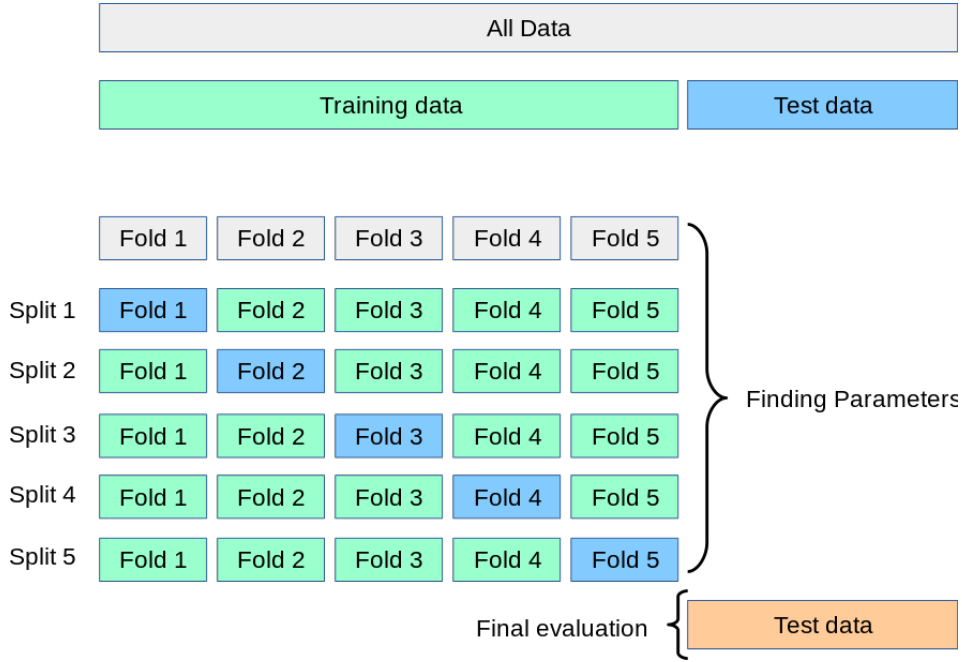 All Data
Training data Test data
Fold 1 Fold 2 Fold 3 Fold 4 Fold 5
Split 1 Fold 1 Fold 2 Fold 3 Fold 4 Fold 5
Split 2 Fold 1 Fold 2 Fold 3 Fold 4 Fold 5
Finding Parameters
Split 3 Fold 1 Fold 2 Fold 3 Fold 4 Fold 5
Split 4 Fold 1 Fold 2 Fold 3 Fold 4 Fold 5
Split 5 Fold 1 Fold 2 Fold 3 Fold 4 Fold 5
Final evaluation Test data